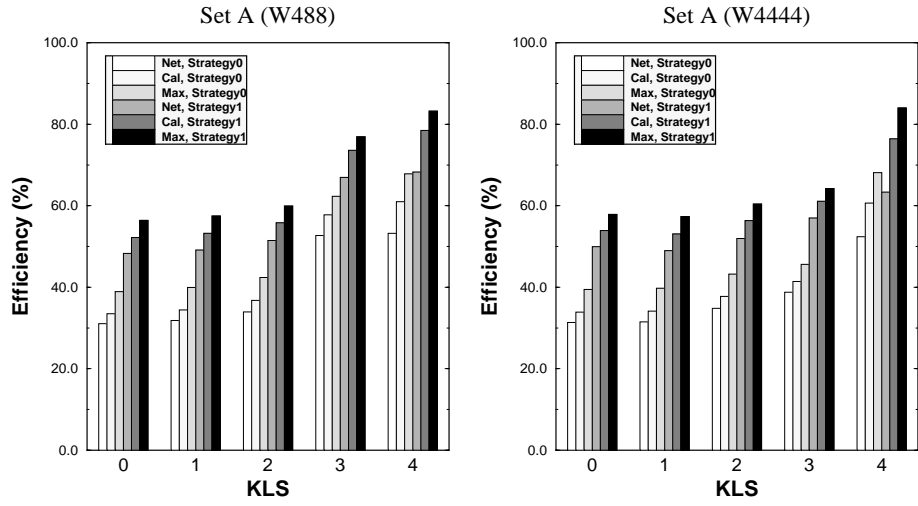 Set A (W488)
100.0
80.0
60.0
40.0
20.0
0.0
Efficiency (%)
Net, Strategy0
Cal, Strategy0
Max, Strategy0
Net, Strategy1
Cal, Strategy1
Max, Strategy1
0 1 2 3 4
KLS
Set A (W4444)
100.0
80.0
60.0
40.0
20.0
0.0
Efficiency (%)
Net, Strategy0
Cal, Strategy0
Max, Strategy0
Net, Strategy1
Cal, Strategy1
Max, Strategy1
0 1 2 3 4
KLS